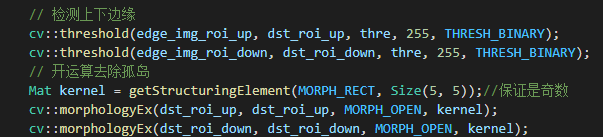 // 检测上下边缘
cv::threshold(edge_img_roi_up, dst_roi_up, thre, 255, THRESH_BINARY);
cv::threshold(edge_img_roi_down, dst_roi_down, thre, 255, THRESH_BINARY);
// 开运算去除孤岛
Mat kernel = getStructuringElement(MORPH_RECT, Size(5, 5));//保证是奇数
cv::morphologyEx(dst_roi_up, dst_roi_up, MORPH_OPEN, kernel);
cv::morphologyEx(dst_roi_down, dst_roi_down, MORPH_OPEN, kernel);